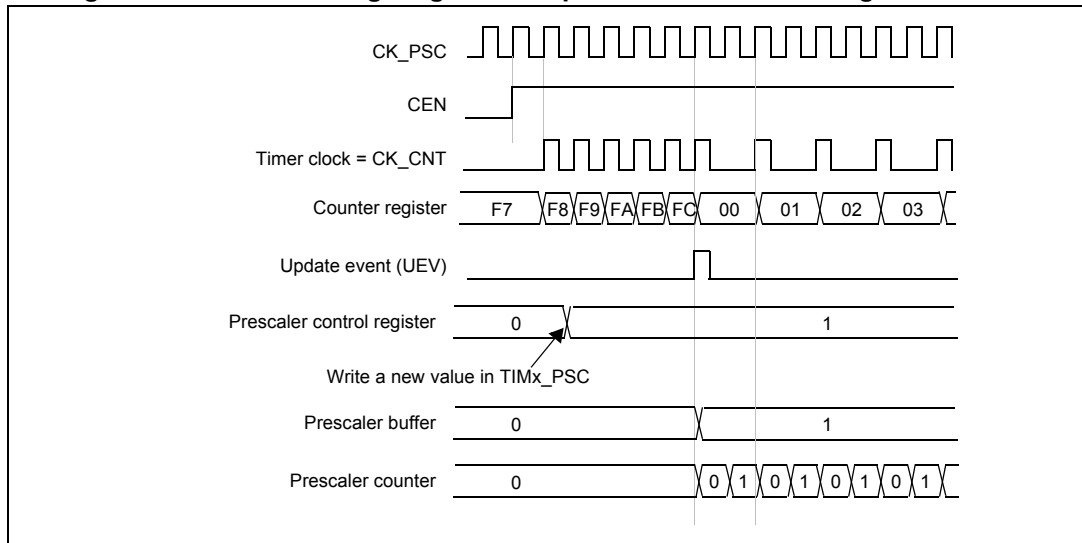 CK_PSC
CEN
Timer clock = CK_CNT
Counter register F7 F8 F9 FA FB FC 00 01 02 03
Update event (UEV)
Prescaler control register 0 1
Write a new value in TIMx_PSC
Prescaler buffer 0 1
Prescaler counter 0 0 1 0 1 0 1 0 1